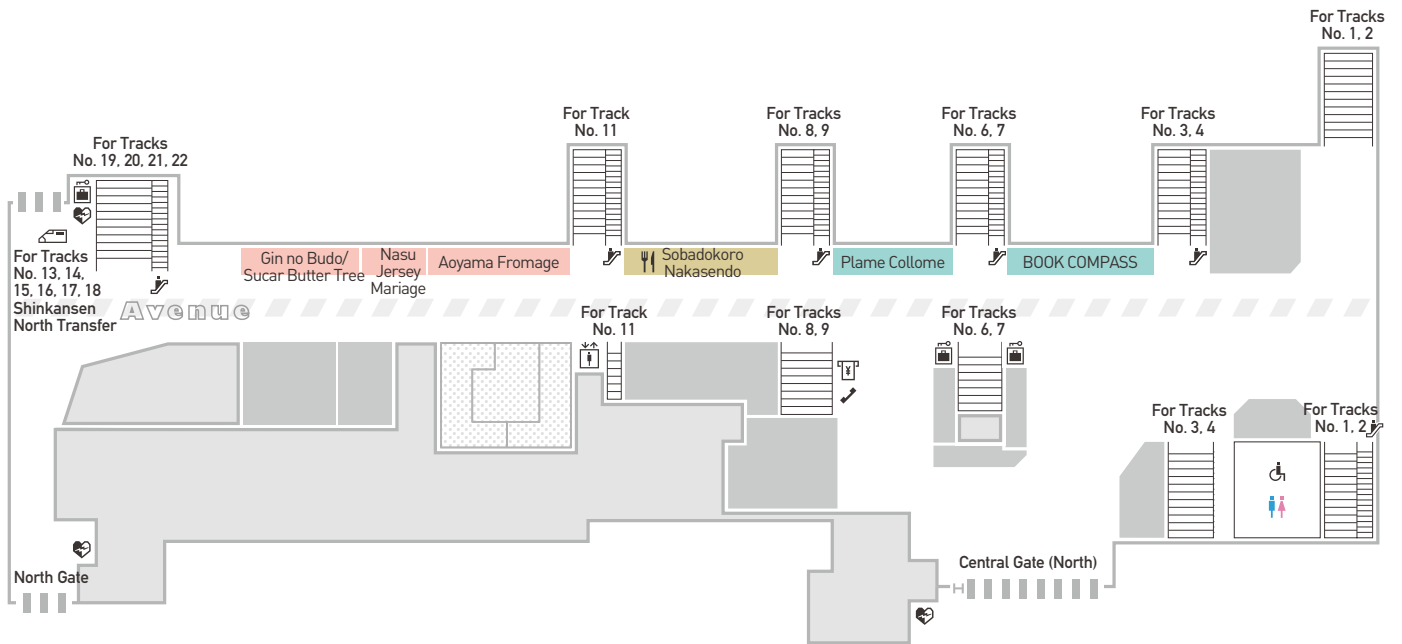 For Tracks
No. 1, 2
For Track
No. 11
For Tracks
No. 8, 9
For Tracks
No. 6, 7
For Tracks
No. 3, 4
For Tracks
No. 19, 20, 21, 22
For Tracks
No. 13, 14,
15, 16, 17, 18
Shinkansen
North Transfer
Gin no Budo/
Sucar Butter Tree
Nasu
Jersey
Mariage
Aoyama Fromage
Sobadokoro
Nakasendo
Plame Collome
BOOK COMPASS
Avenue
For Track
No. 11
For Tracks
No. 8, 9
For Tracks
No. 6, 7
¥
For Tracks
No. 3, 4
For Tracks
No. 1, 2
North Gate
Central Gate (North)